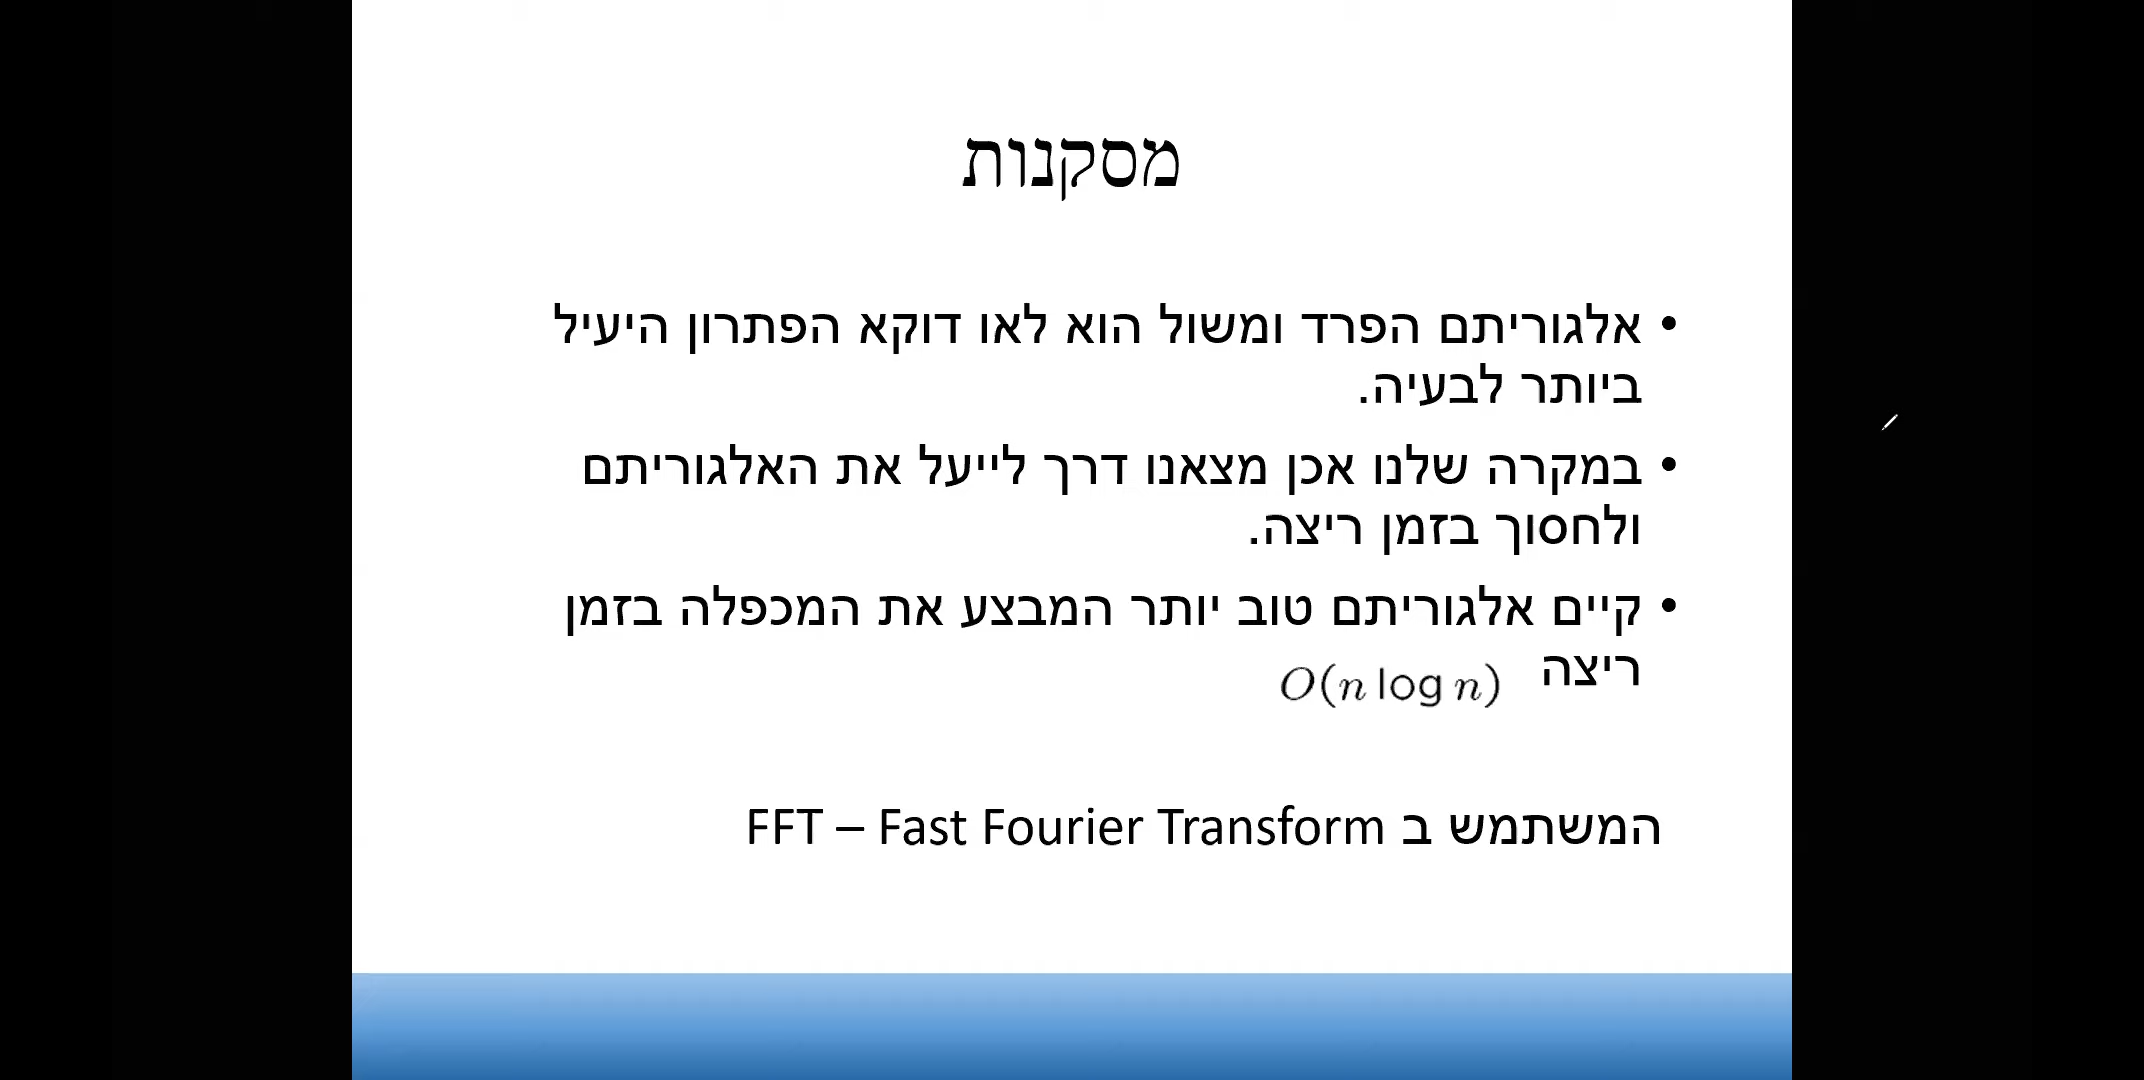 מסקנות
• אלגוריתם הפרד ומשול הוא לאו דוקא הפתרון היעיל
ביותר לבעיה.
• במקרה שלנו אכן מצאנו דרך לייעל את האלגוריתם
ולחסוך בזמן ריצה.
• קיים אלגוריתם טוב יותר המבצע את המכפלה בזמן
ריצה O(n log n)
המשתמש ב FFT – Fast Fourier Transform